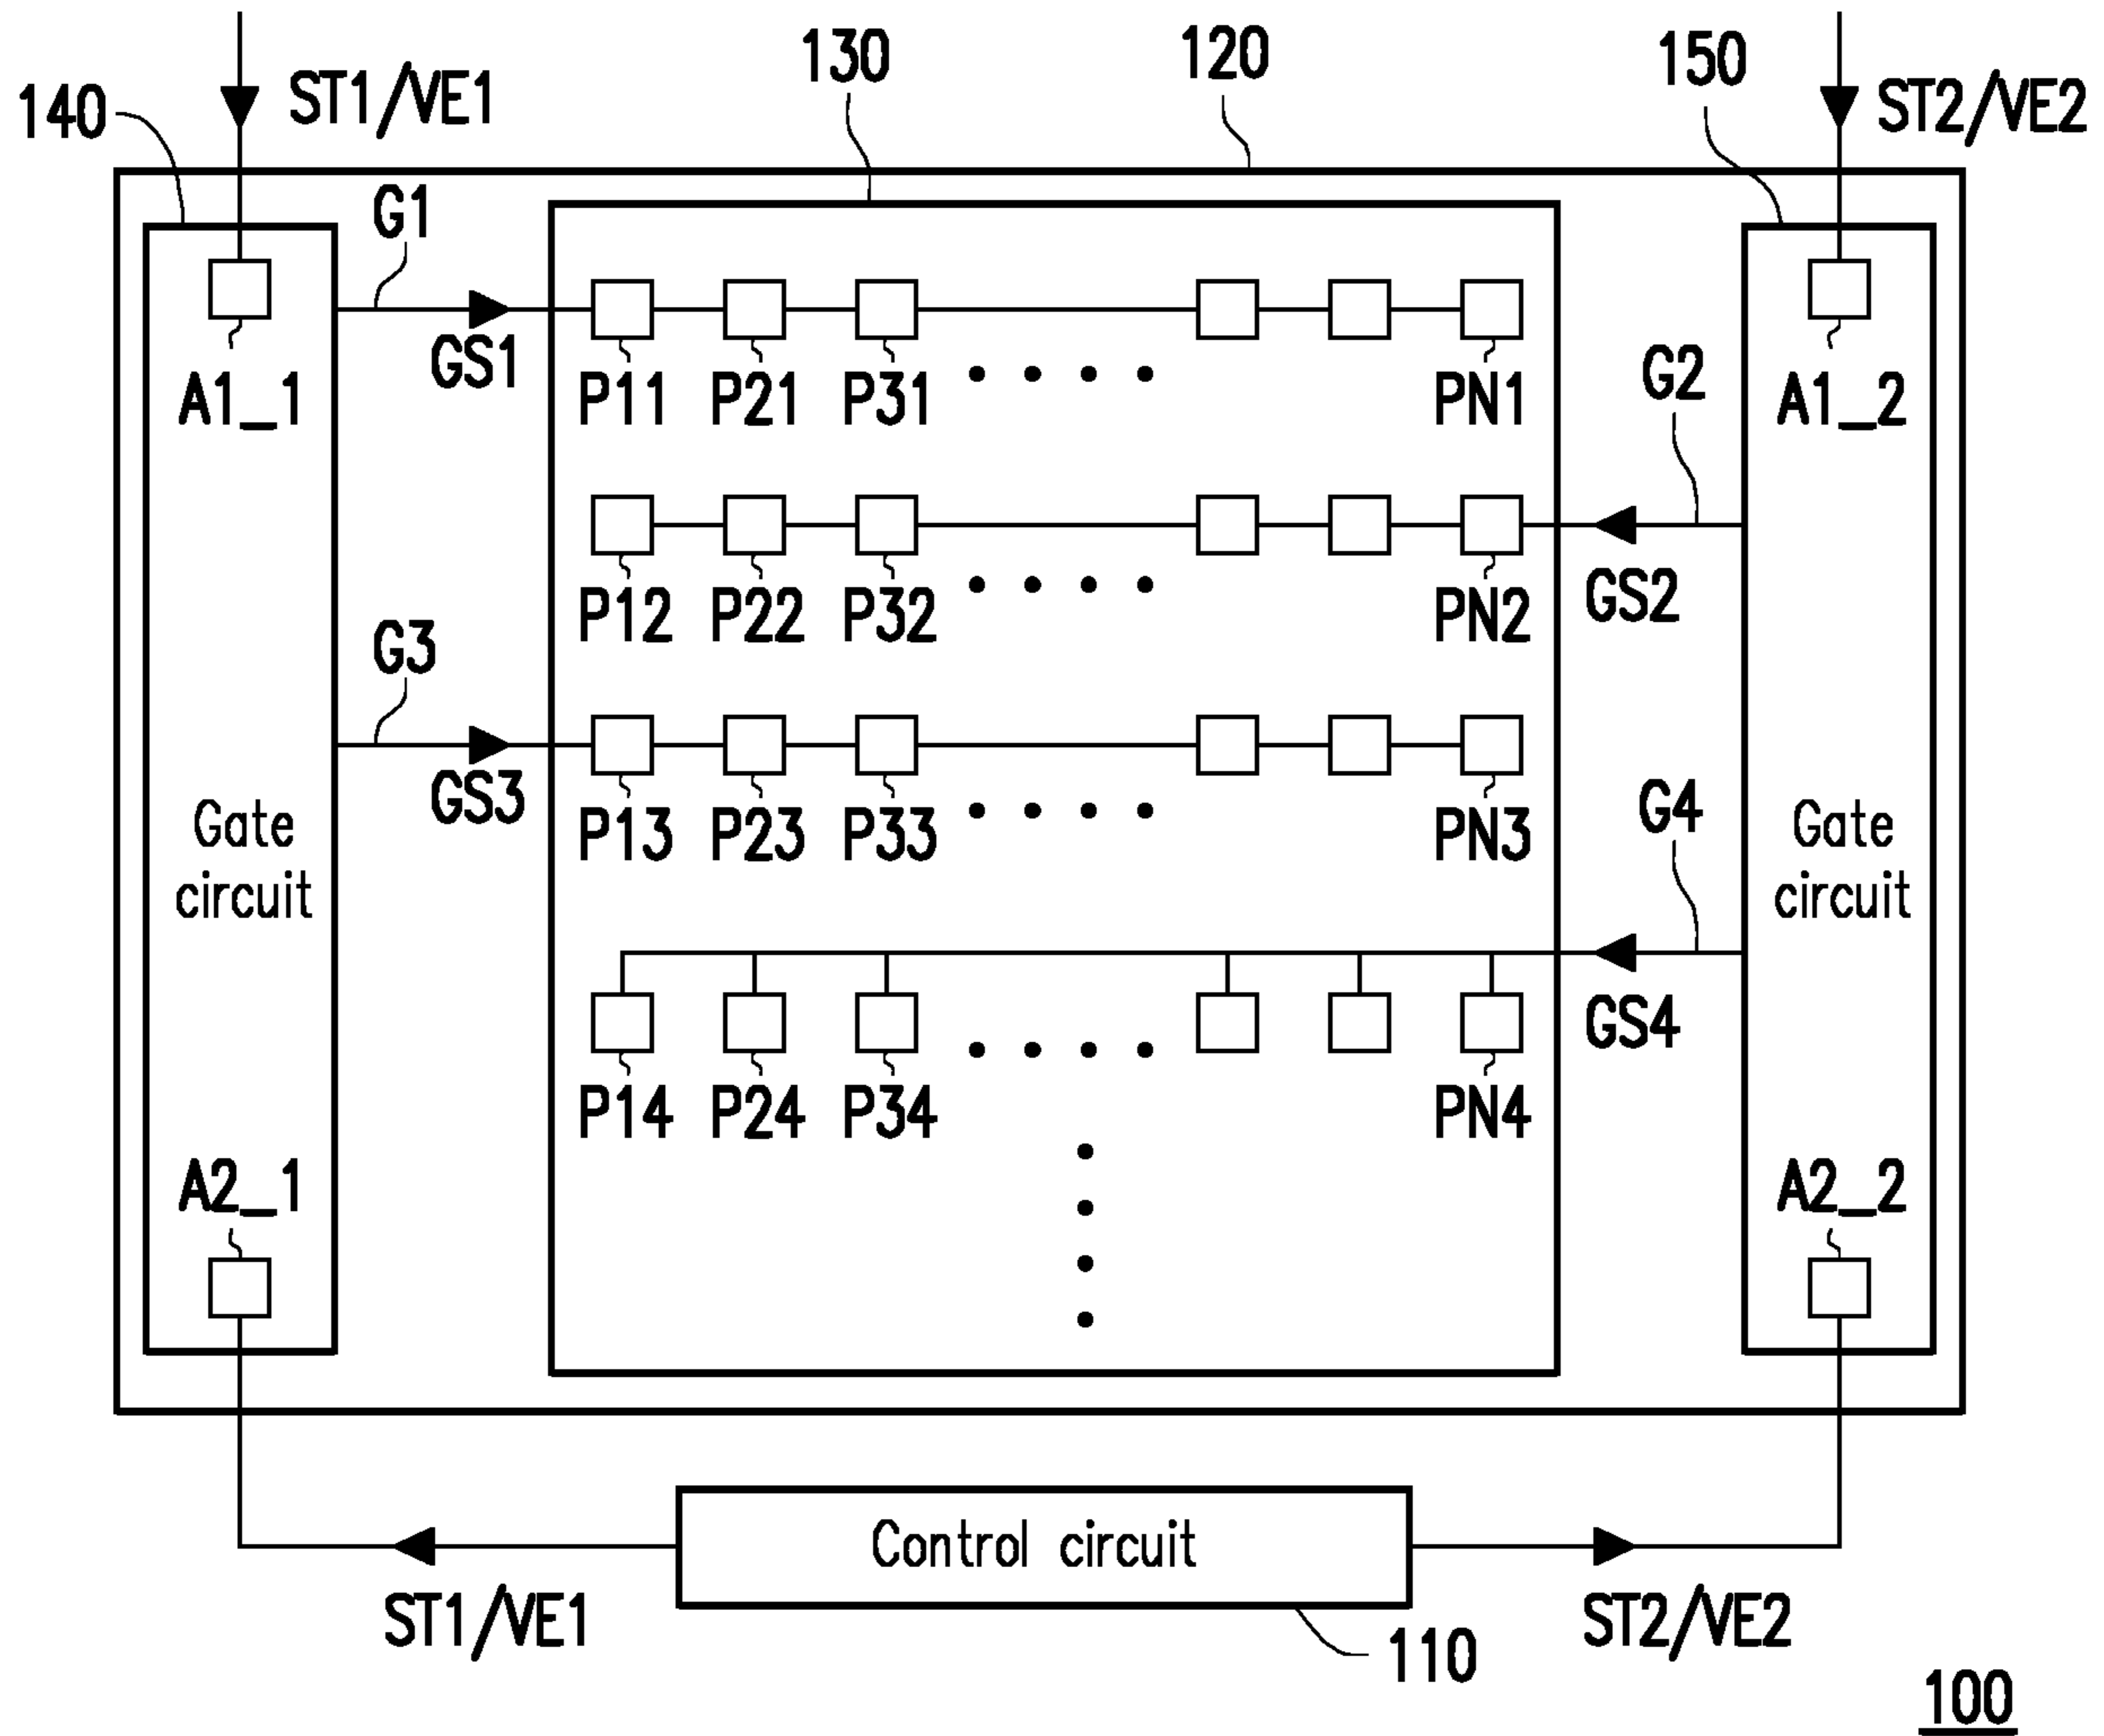 130
120
150
140
ST1/VE1
ST2/VE2
G1
GS1
A1_1
P11 P21 P31 PN1
G2
A1_2
GS2
P12 P22 P32 PN2
G3
GS3
P13 P23 P33 PN3
G4
Gate
circuit
Gate
circuit
GS4
P14 P24 P34 PN4
A2_1
A2_2
Control circuit
ST1/VE1
ST2/VE2
110
100